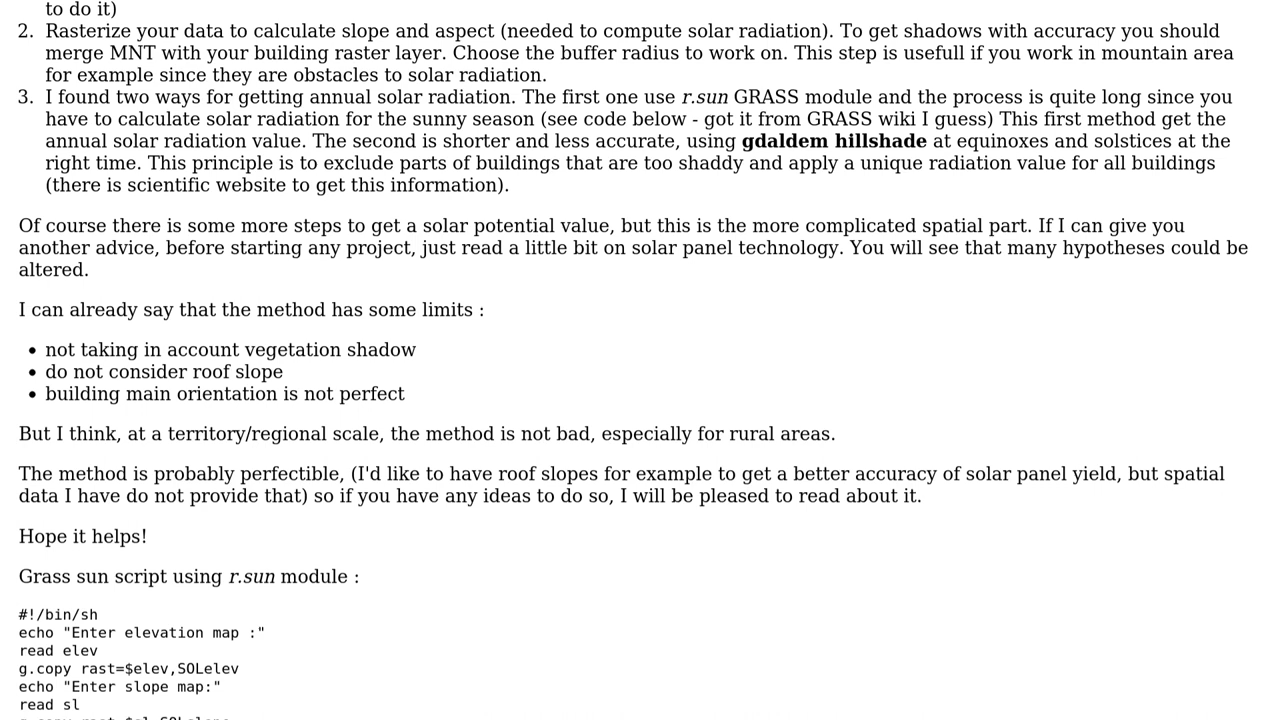 to do it)
2. Rasterize your data to calculate slope and aspect (needed to compute solar radiation). To get shadows with accuracy you should
merge MNT with your building raster layer. Choose the buffer radius to work on. This step is usefull if you work in mountain area
for example since they are obstacles to solar radiation.
3. I found two ways for getting annual solar radiation. The first one use r.sun GRASS module and the process is quite long since you
have to calculate solar radiation for the sunny season (see code below - got it from GRASS wiki I guess) This first method get the
annual solar radiation value. The second is shorter and less accurate, using gdaldem hillshade at equinoxes and solstices at the
right time. This principle is to exclude parts of buildings that are too shaddy and apply a unique radiation value for all buildings
(there is scientific website to get this information).
Of course there is some more steps to get a solar potential value, but this is the more complicated spatial part. If I can give you
another advice, before starting any project, just read a little bit on solar panel technology. You will see that many hypotheses could be
altered.
I can already say that the method has some limits :
• not taking in account vegetation shadow
• do not consider roof slope
• building main orientation is not perfect
But I think, at a territory/regional scale, the method is not bad, especially for rural areas.
The method is probably perfectible, (I'd like to have roof slopes for example to get a better accuracy of solar panel yield, but spatial
data I have do not provide that) so if you have any ideas to do so, I will be pleased to read about it.
Hope it helps!
Grass sun script using r.sun module :
#!/bin/sh
echo "Enter elevation map :"
read elev
g.copy rast=$elev,SOLelev
echo "Enter slope map:"
read sl